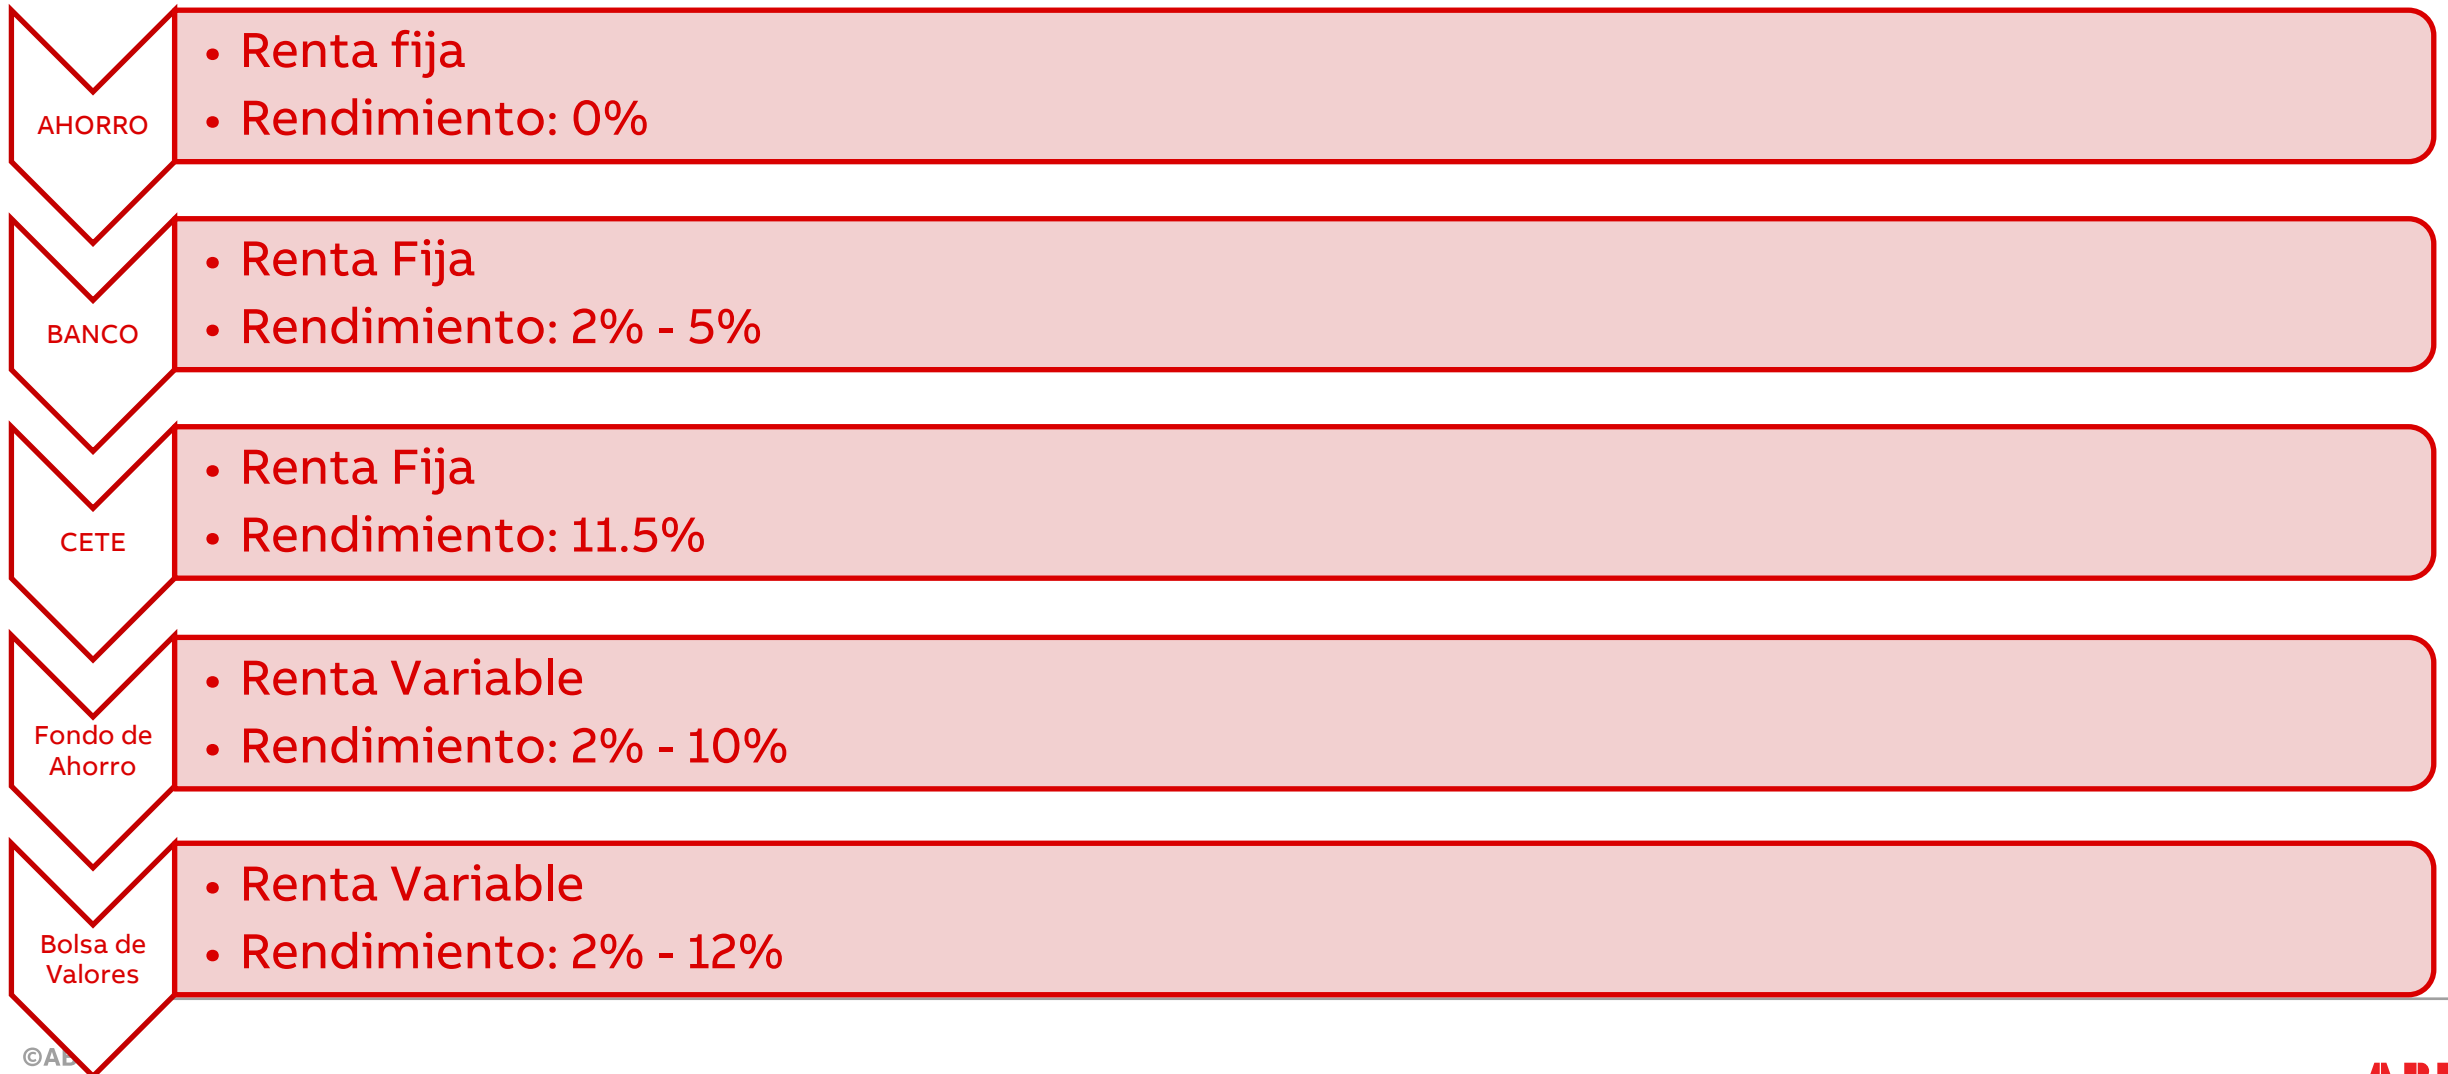 AHORRO
• Renta fija
• Rendimiento: 0%
BANCO
• Renta Fija
• Rendimiento: 2% - 5%
CETE
• Renta Fija
• Rendimiento: 11.5%
Fondo de
Ahorro
• Renta Variable
• Rendimiento: 2% - 10%
Bolsa de
Valores
• Renta Variable
• Rendimiento: 2% - 12%